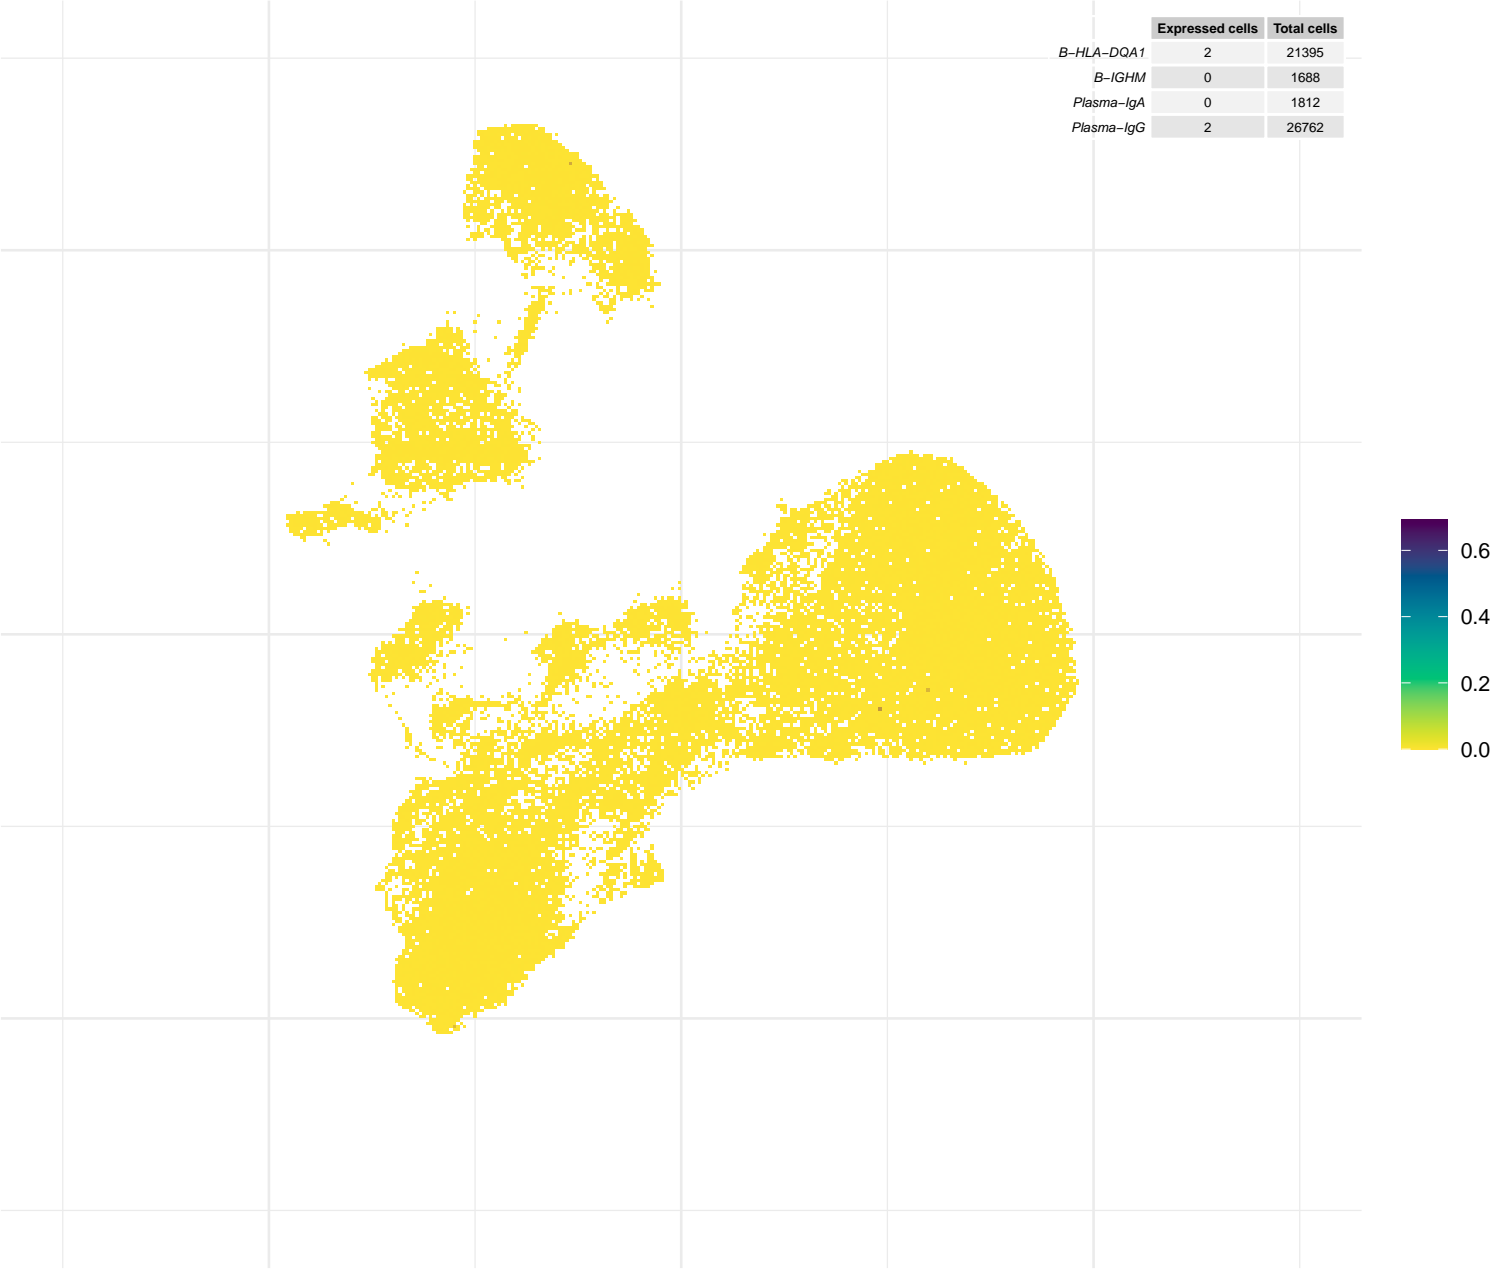 Expressed cells Total cells
B−HLA−DQA1 2 21395
B−IGHM 0 1688
Plasma−IgA 0 1812
Plasma−IgG 2 26762
0.6
0.4
0.2
0.0